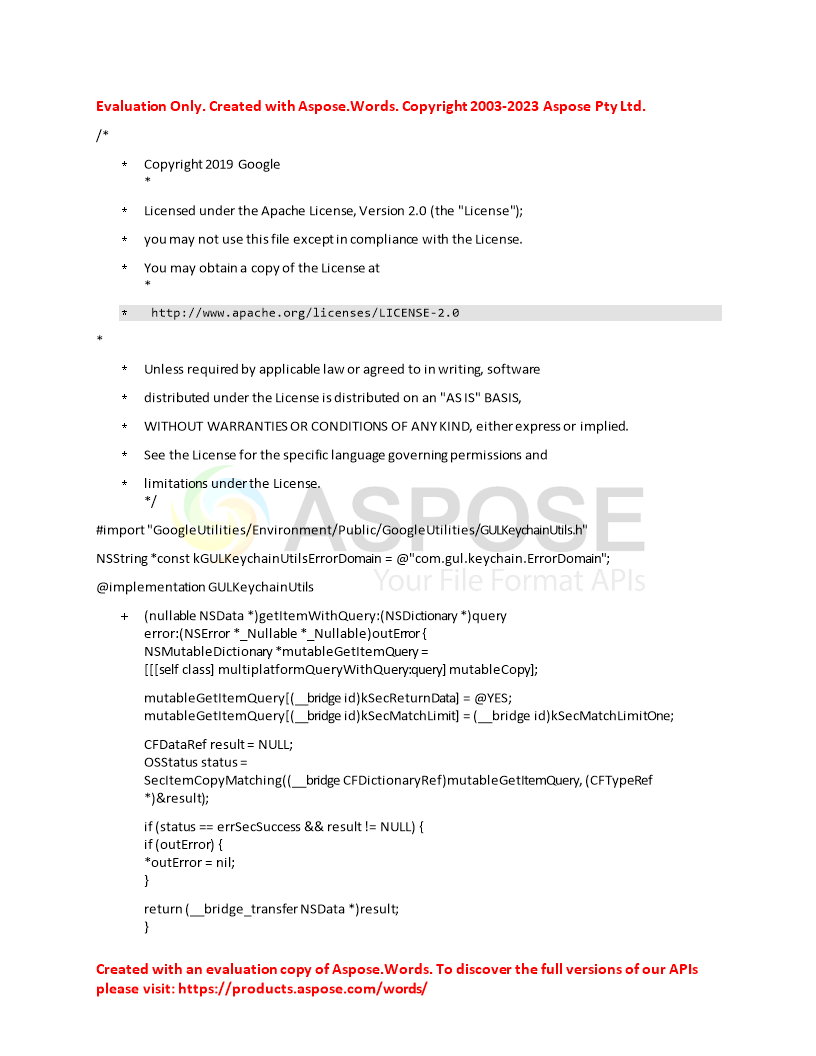 Evaluation Only. Created with Aspose.Words. Copyright 2003-2023 Aspose Pty Ltd.
/*
* Copyright 2019 Google
*
* Licensed under the Apache License, Version 2.0 (the "License");
* you may not use this file except in compliance with the License.
* You may obtain a copy of the License at
*
* http://www.apache.org/licenses/LICENSE-2.0
*
* Unless required by applicable law or agreed to in writing, software
* distributed under the License is distributed on an "AS IS" BASIS,
* WITHOUT WARRANTIES OR CONDITIONS OF ANY KIND, either express or implied.
* See the License for the specific language governing permissions and
* limitations under the License.
*/
ASPOSE
#import "GoogleUtilities/Environment/Public/GoogleUtilities/GULKeychainUtils.h"
NSString *const kGULKeychainUtilsErrorDomain = @"com.gul.keychain.ErrorDomain";
Your File Format APIs
@implementation GULKeychainUtils
+ (nullable NSData *)getItemWithQuery:(NSDictionary *)query
error:(NSError *_Nullable *_Nullable)outError {
NSMutableDictionary *mutableGetItemQuery =
[[[self class] multiplatformQueryWithQuery:query] mutableCopy];
mutableGetItemQuery[(__bridge id)kSecReturnData] = @YES;
mutableGetItemQuery[(__bridge id)kSecMatchLimit] = (__bridge id)kSecMatchLimitOne;
CFDataRef result = NULL;
OSStatus status =
SecItemCopyMatching((__bridge CFDictionaryRef)mutableGetItemQuery, (CFTypeRef
*)&result);
if (status == errSecSuccess && result != NULL) {
if (outError) {
*outError = nil;
}
return (__bridge_transfer NSData *)result;
}
Created with an evaluation copy of Aspose.Words. To discover the full versions of our APIs
please visit: https://products.aspose.com/words/